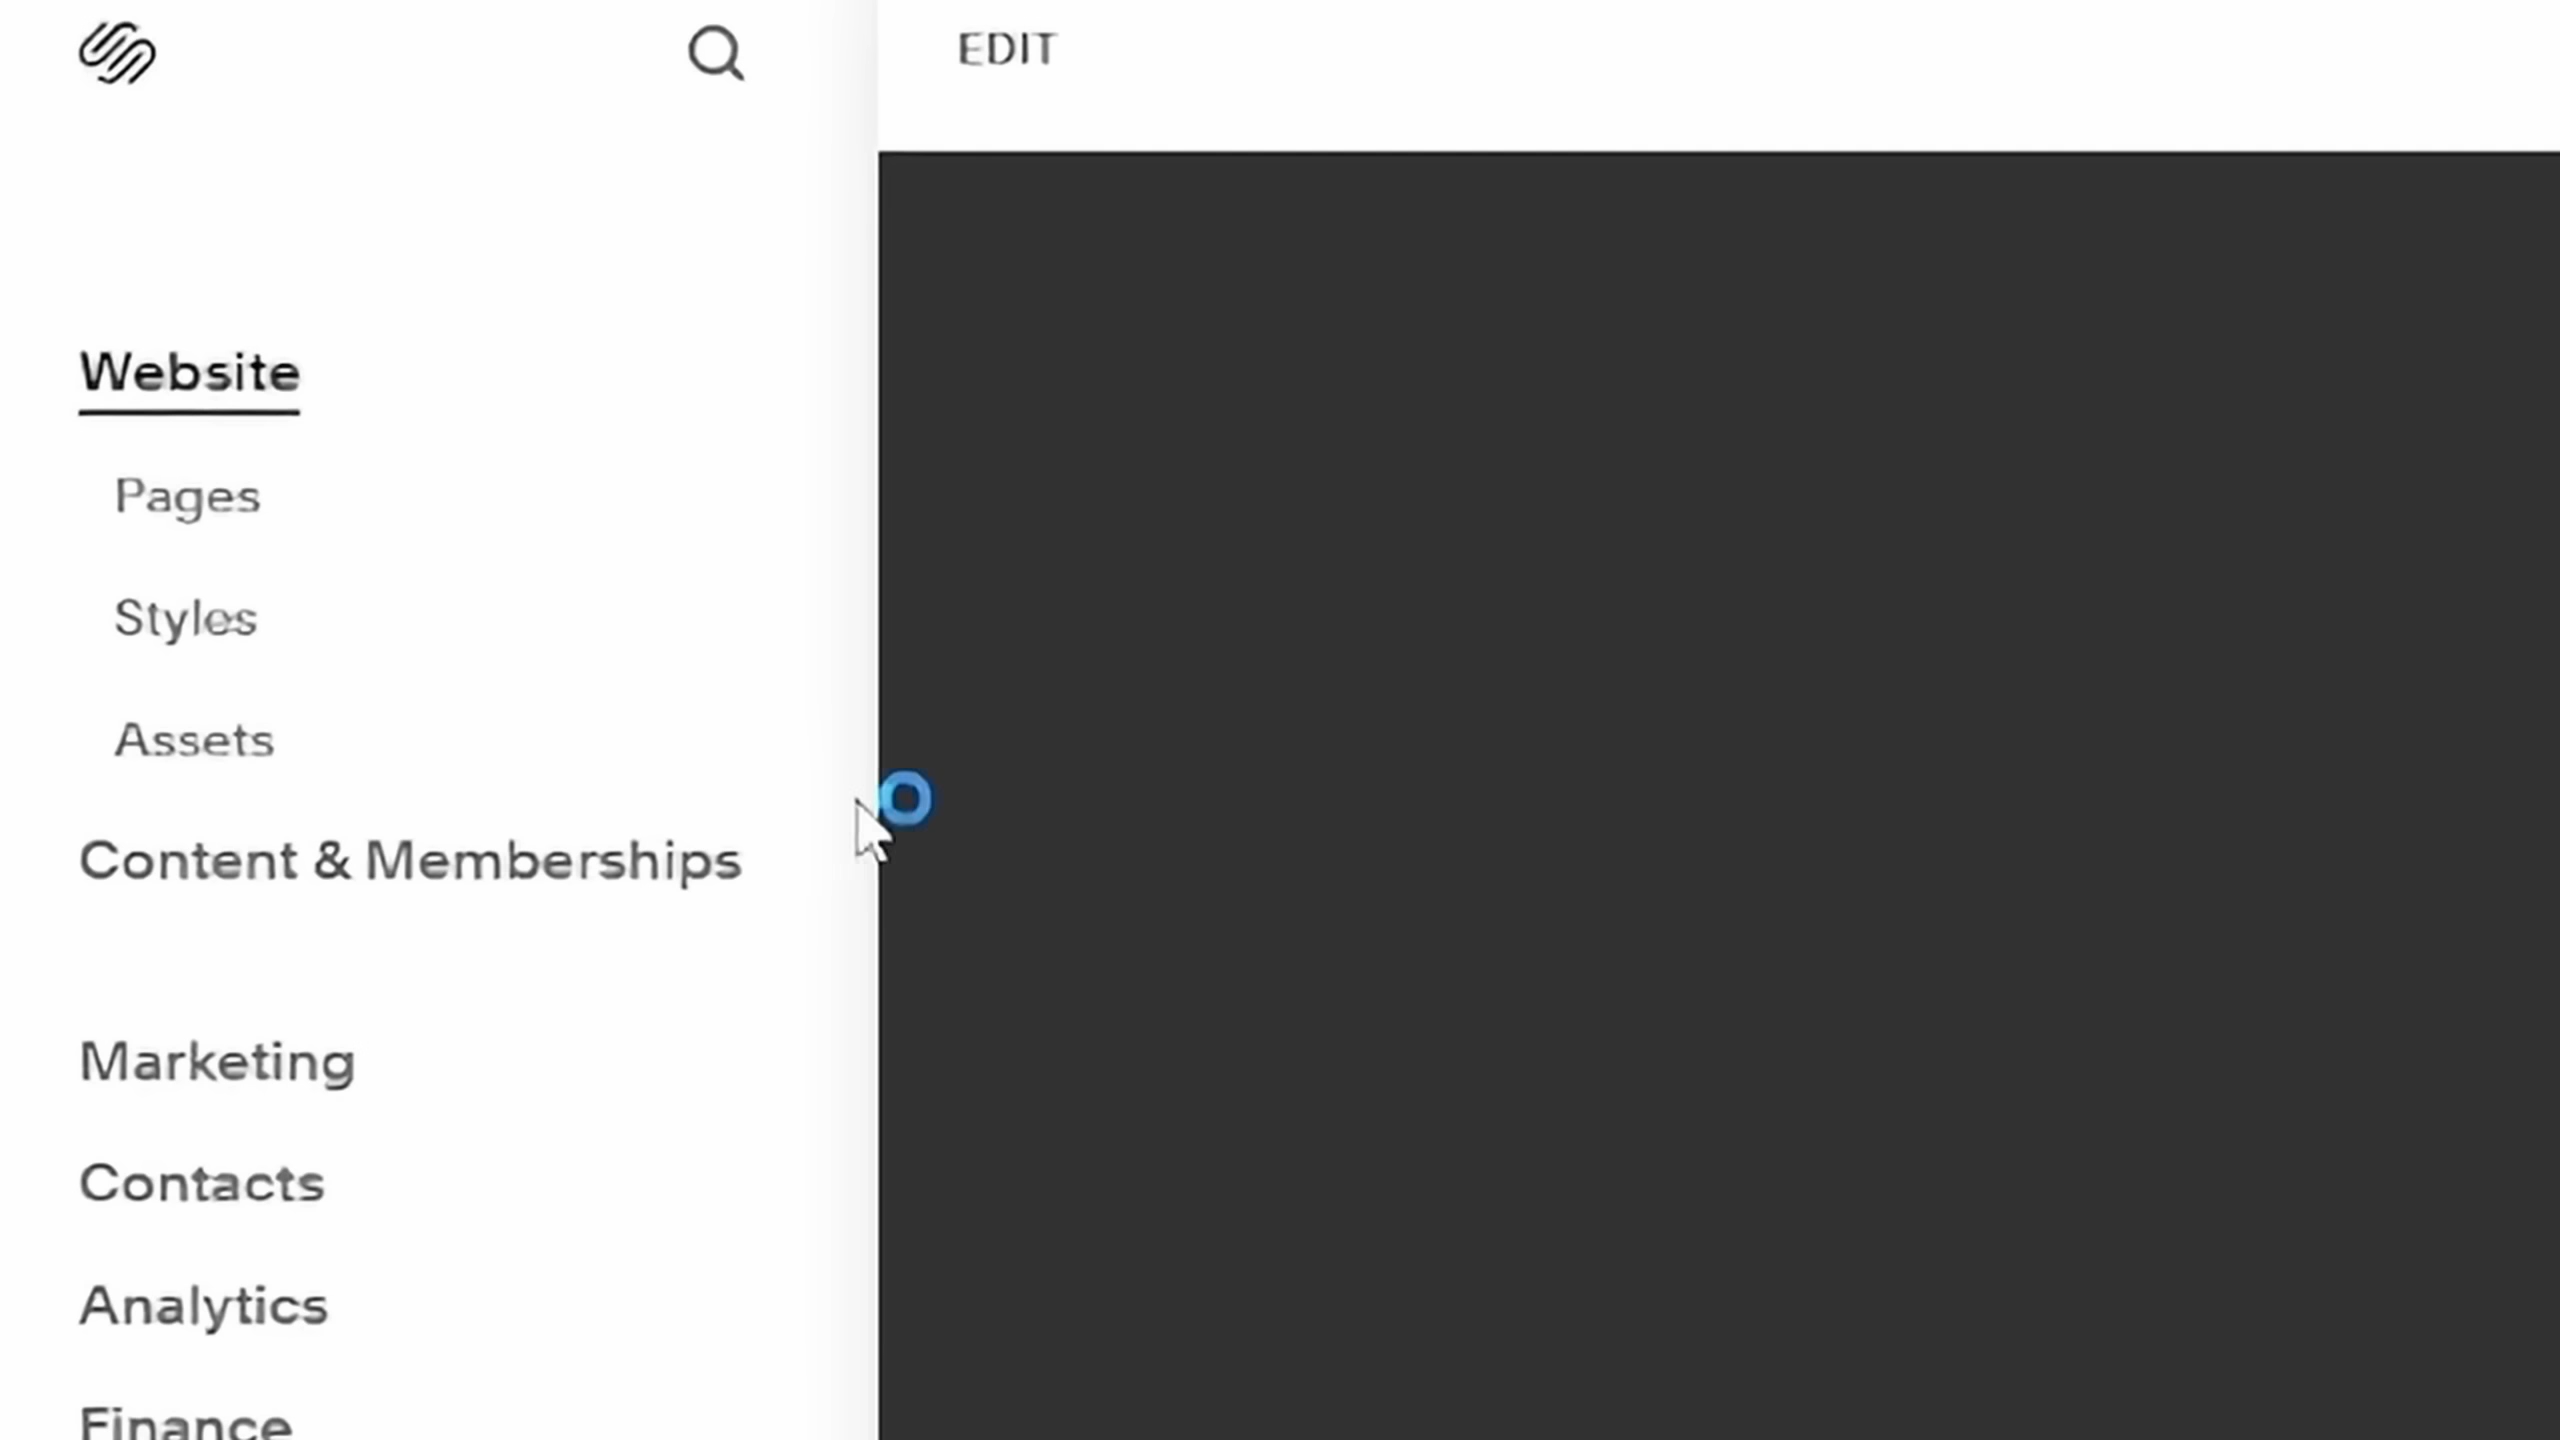 EDIT
Website
Pages
Styles
Assets
Content & Memberships
Marketing
Contacts
Analytics
Finance